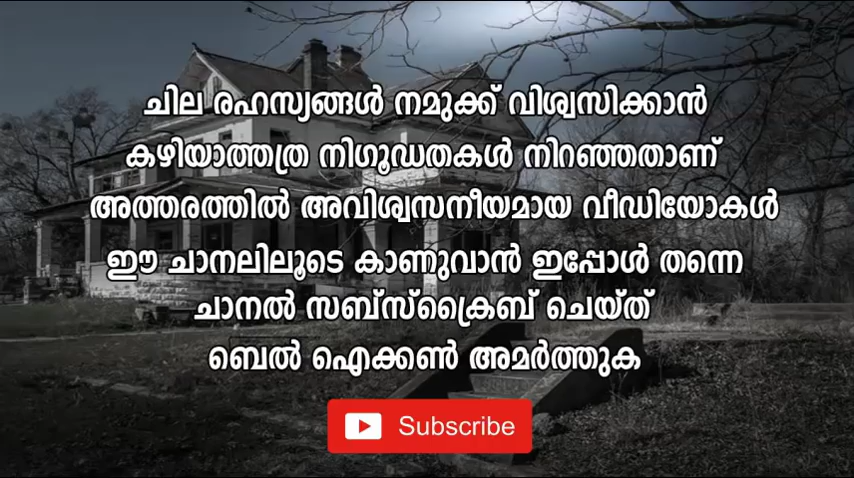 ചില രഹസ്യങ്ങൾ നമുക്ക് വിശ്വസിക്കാൻ
കഴിയാത്തത്ര നിഗൂഡതകൾ നിറഞ്ഞതാണ്
അത്തരത്തിൽ അവിശ്വസനീയമായ വീഡിയോകൾ
ഈ ചാനലിലൂടെ കാണുവാൻ ഇപ്പോൾ തന്നെ
ചാനൽ സബ്സ്ക്രൈബ് ചെയ്ത്
ബെൽ ഐക്കൺ അമർത്തുക
Subscribe